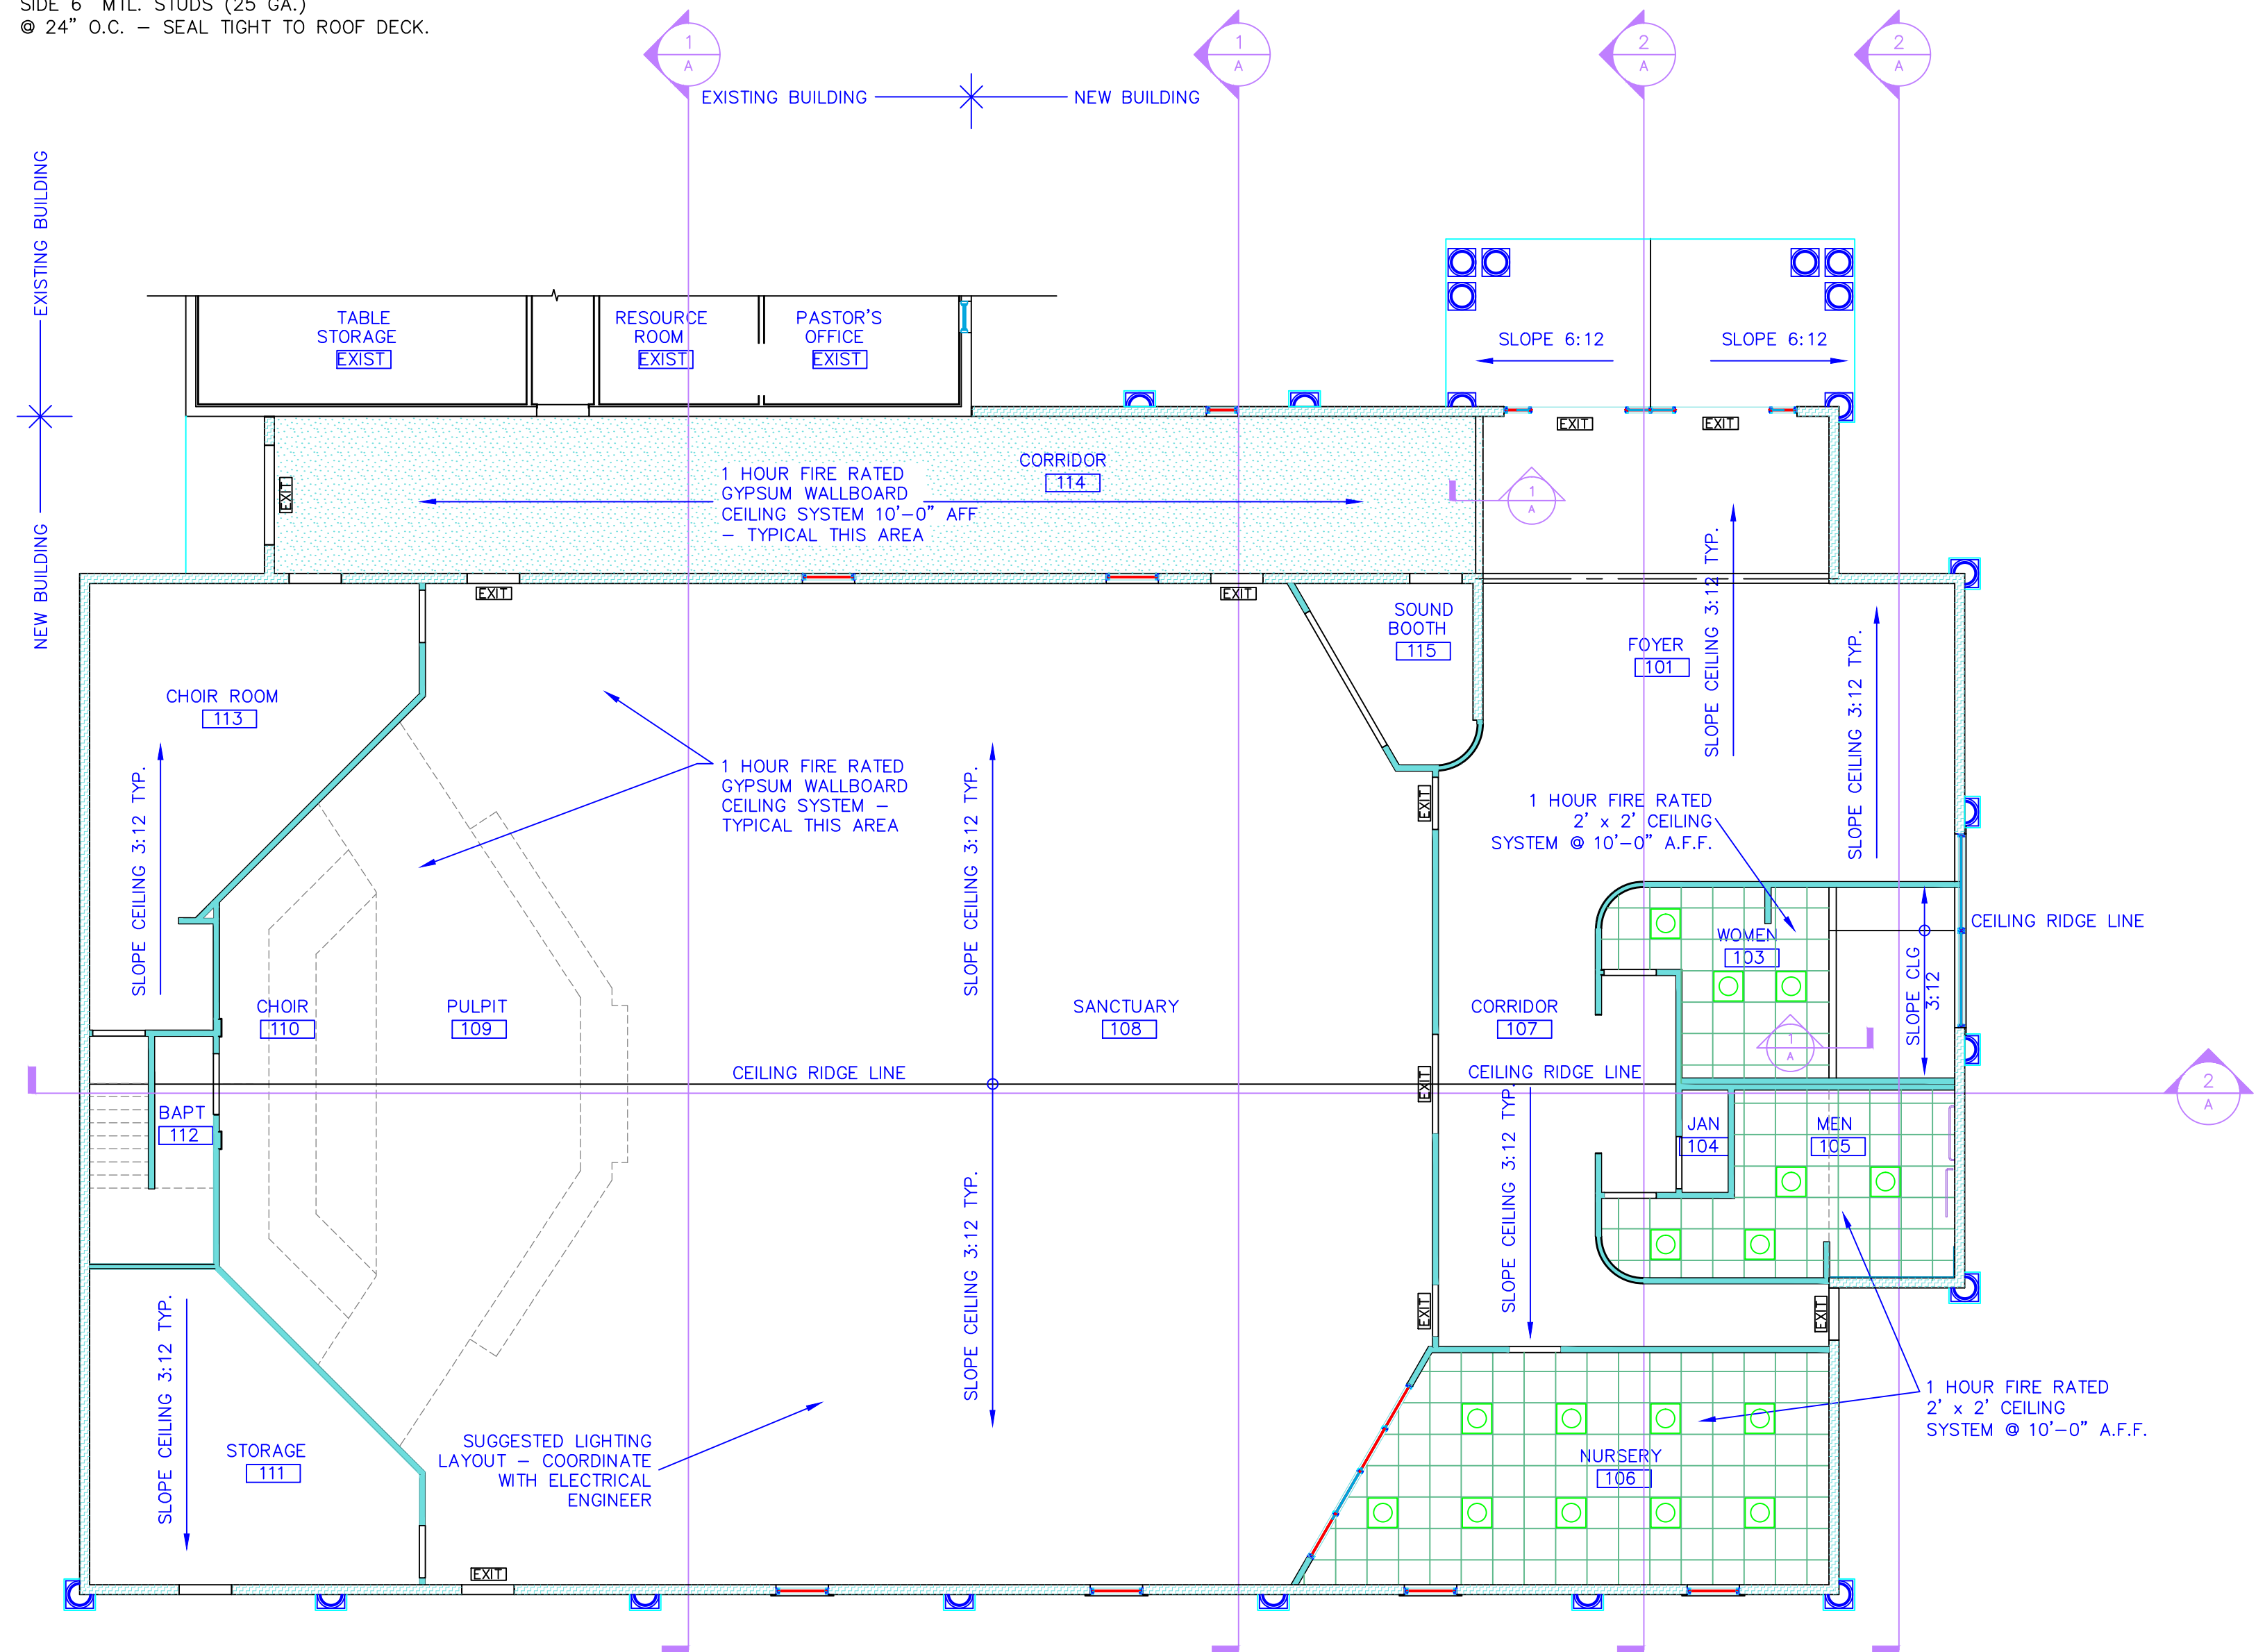 SIDE 6" MTL. STUDS (25 GA.)
@ 24" O.C. – SEAL TIGHT TO ROOF DECK.
1
A
1
A
2
A
2
A
EXISTING BUILDING
NEW BUILDING
EXISTING BUILDING
NEW BUILDING
TABLE
STORAGE
EXIST
RESOURCE
ROOM
EXIST
PASTOR'S
OFFICE
EXIST
SLOPE 6:12
SLOPE 6:12
EXIT
EXIT
EXIT
1 HOUR FIRE RATED
GYPSUM WALLBOARD
CEILING SYSTEM 10'-0" AFF
– TYPICAL THIS AREA
CORRIDOR
114
1
A
EXIT
EXIT
SOUND
BOOTH
115
FOYER
101
SLOPE CEILING 3:12 TYP.
SLOPE CEILING 3:12 TYP.
CHOIR ROOM
113
SLOPE CEILING 3:12 TYP.
1 HOUR FIRE RATED
GYPSUM WALLBOARD
CEILING SYSTEM –
TYPICAL THIS AREA
SLOPE CEILING 3:12 TYP.
EXIT
1 HOUR FIRE RATED
2' x 2' CEILING
SYSTEM @ 10'-0" A.F.F.
WOMEN
103
CEILING RIDGE LINE
SLOPE CLG
3:12
CHOIR
110
PULPIT
109
SANCTUARY
108
CORRIDOR
107
1
A
CEILING RIDGE LINE
CEILING RIDGE LINE
EXIT
2
A
BAPT
112
JAN
104
MEN
105
SLOPE CEILING 3:12 TYP.
SLOPE CEILING 3:12 TYP.
SLOPE CEILING 3:12 TYP.
EXIT
EXIT
1 HOUR FIRE RATED
2' x 2' CEILING
SYSTEM @ 10'-0" A.F.F.
STORAGE
111
SUGGESTED LIGHTING
LAYOUT – COORDINATE
WITH ELECTRICAL
ENGINEER
NURSERY
106
EXIT